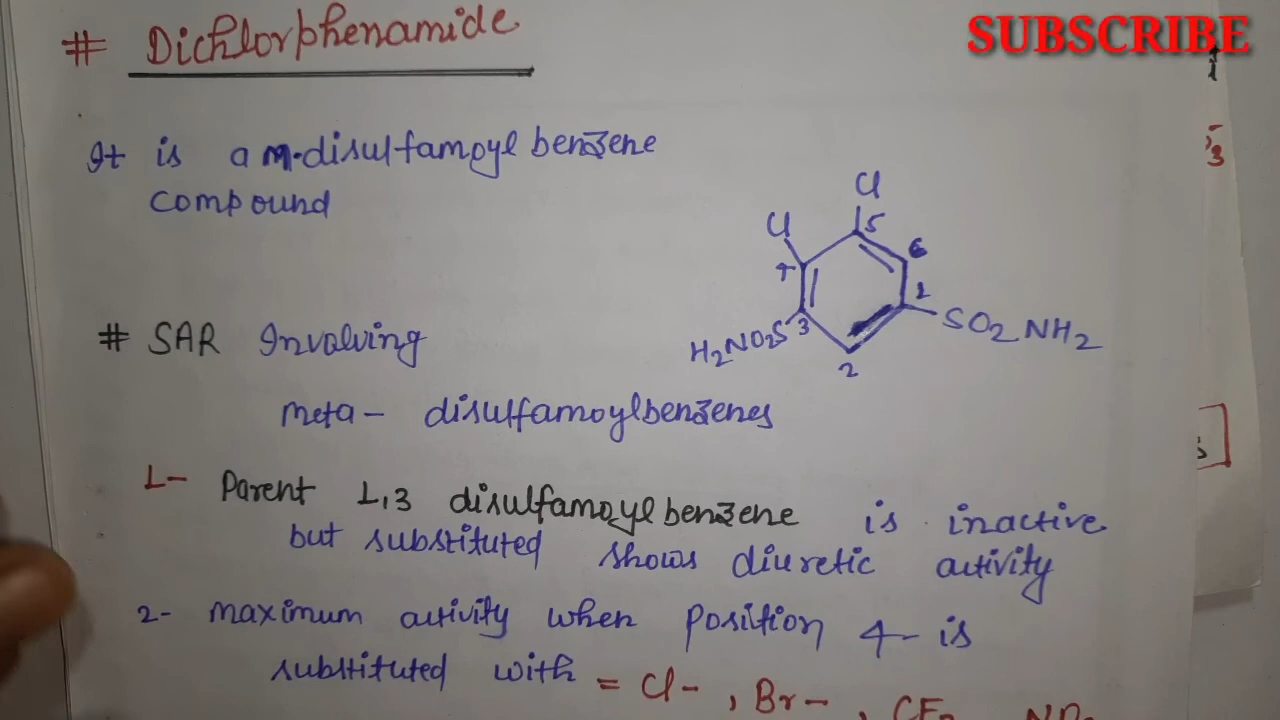 SUBSCRIBE
# Dichlorphenamide
It is a m-disulfamoyl benzene
compound
Cl
Cl
5
6
4
1
3
2
H2NO2S
SO2NH2
# SAR Involving
meta - disulfamoylbenzenes
1- Parent 1,3 disulfamoylbenzene is inactive
but substituted shows diuretic activity
2- maximum activity when position 4 is
substituted with = Cl-, Br-,